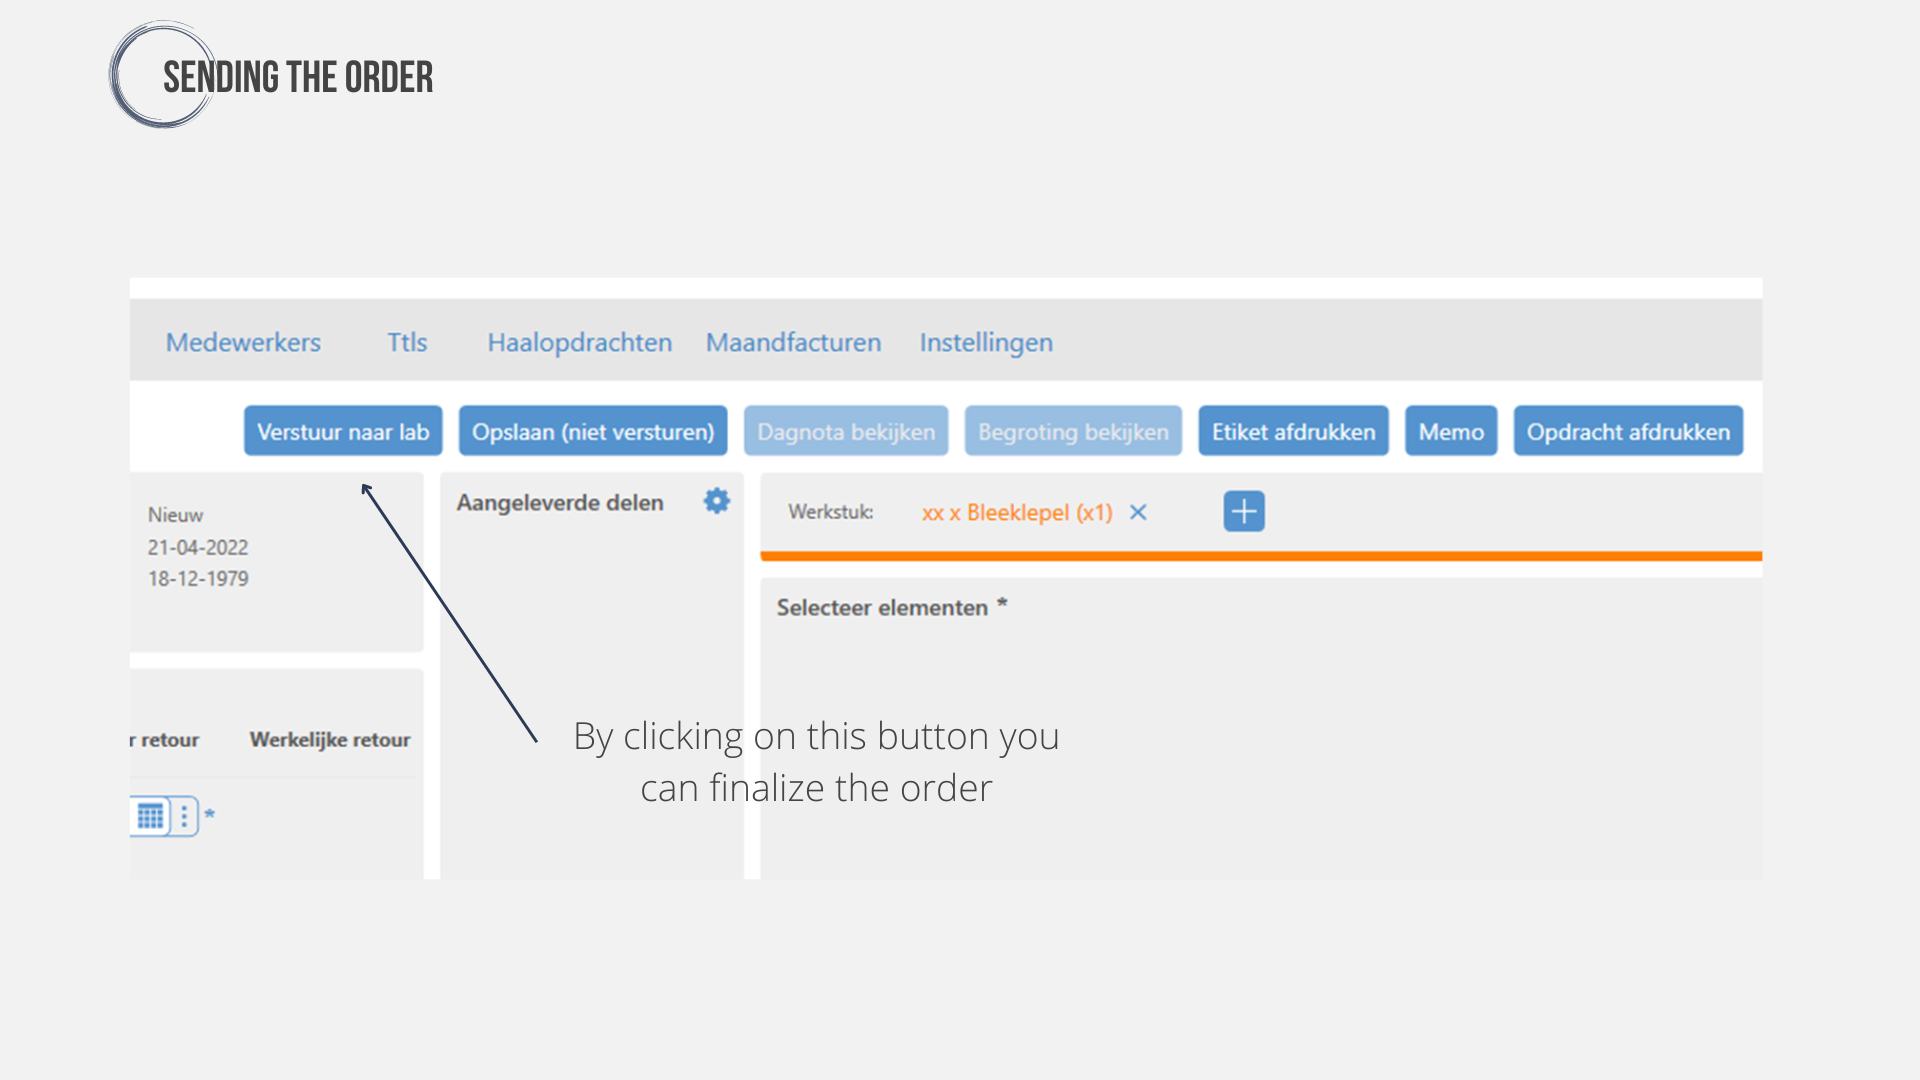 SENDING THE ORDER
Medewerkers Ttls Haalopdrachten Maandfacturen Instellingen
Verstuur naar lab Opslaan (niet versturen) Dagnota bekijken Begroting bekijken Etiket afdrukken Memo Opdracht afdrukken
Nieuw
21-04-2022
18-12-1979
Aangeleverde delen
Werkstuk: xx x Bleeklepel (x1)
Selecteer elementen *
r retour Werkelijke retour
*
By clicking on this button you
can finalize the order